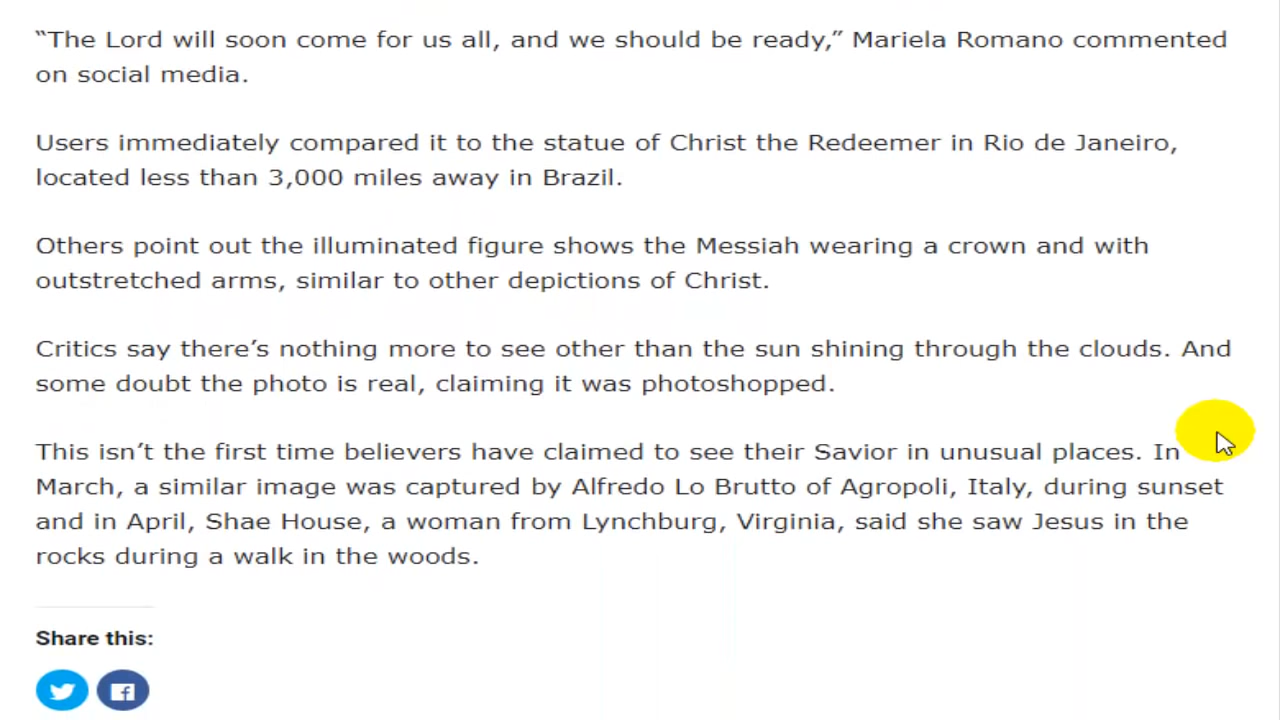 “The Lord will soon come for us all, and we should be ready,” Mariela Romano commented
on social media.
Users immediately compared it to the statue of Christ the Redeemer in Rio de Janeiro,
located less than 3,000 miles away in Brazil.
Others point out the illuminated figure shows the Messiah wearing a crown and with
outstretched arms, similar to other depictions of Christ.
Critics say there’s nothing more to see other than the sun shining through the clouds. And
some doubt the photo is real, claiming it was photoshopped.
This isn’t the first time believers have claimed to see their Savior in unusual places. In
March, a similar image was captured by Alfredo Lo Brutto of Agropoli, Italy, during sunset
and in April, Shae House, a woman from Lynchburg, Virginia, said she saw Jesus in the
rocks during a walk in the woods.
Share this: